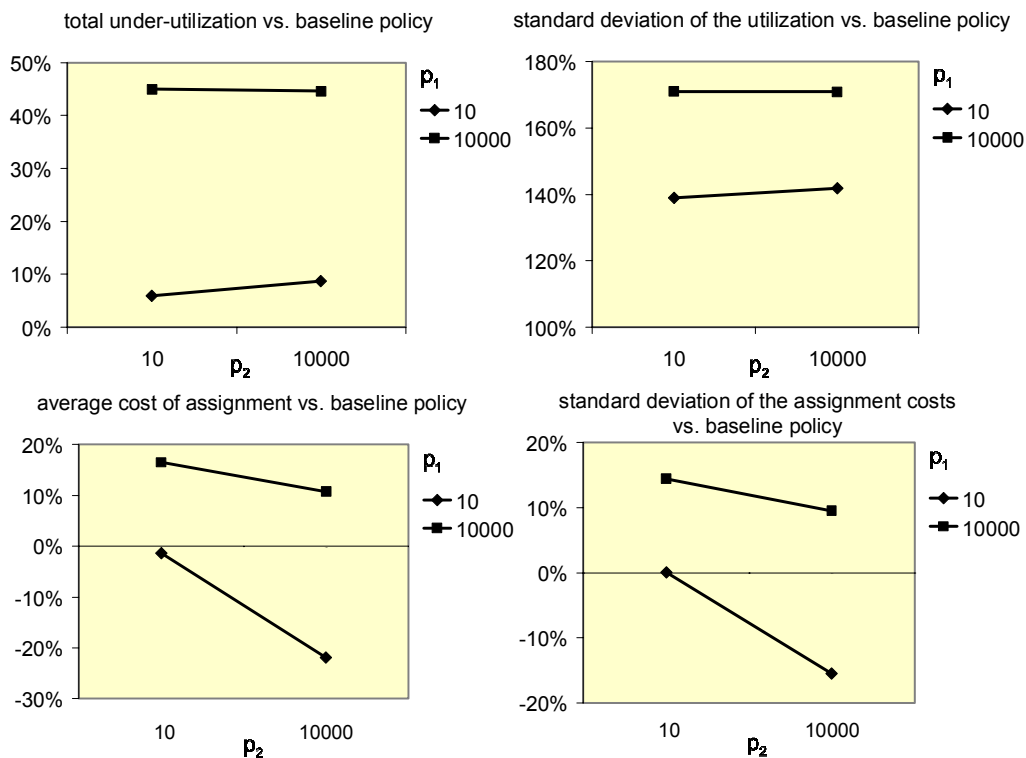 total under-utilization vs. baseline policy
50%
40%
30%
20%
10%
0%
10
10000
p2
p1
10
10000
standard deviation of the utilization vs. baseline policy
180%
160%
140%
120%
100%
10
10000
p2
p1
10
10000
average cost of assignment vs. baseline policy
20%
10%
0%
-10%
-20%
-30%
10
10000
p2
p1
10
10000
standard deviation of the assignment costs
vs. baseline policy
20%
10%
0%
-10%
-20%
10
10000
p2
p1
10
10000